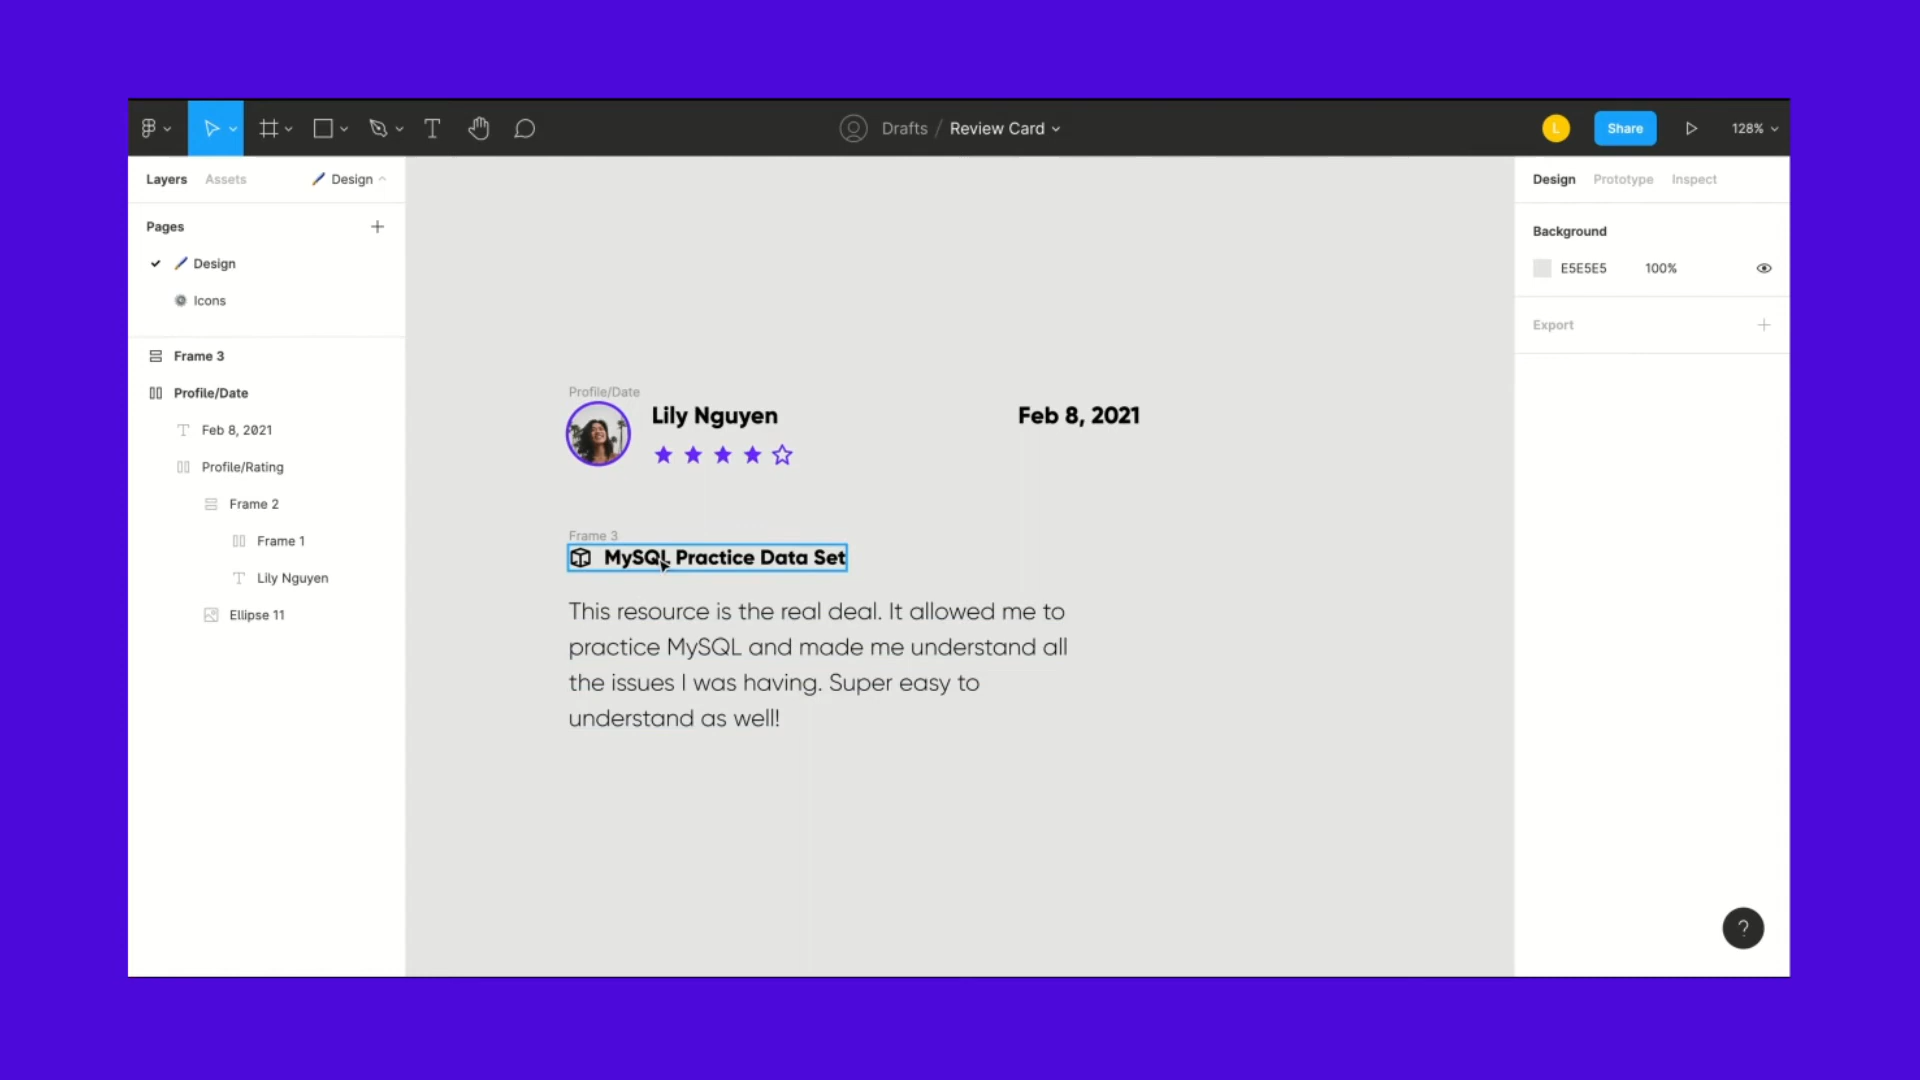 Drafts / Review Card
L
Share
128%
Layers
Assets
Design
Pages
Design
Icons
Frame 3
Profile/Date
Feb 8, 2021
Profile/Rating
Frame 2
Frame 1
Lily Nguyen
Ellipse 11
Profile/Date
Lily Nguyen
Feb 8, 2021
Frame 3
MySQL Practice Data Set
This resource is the real deal. It allowed me to
practice MySQL and made me understand all
the issues I was having. Super easy to
understand as well!
Design
Prototype
Inspect
Background
E5E5E5
100%
Export
?